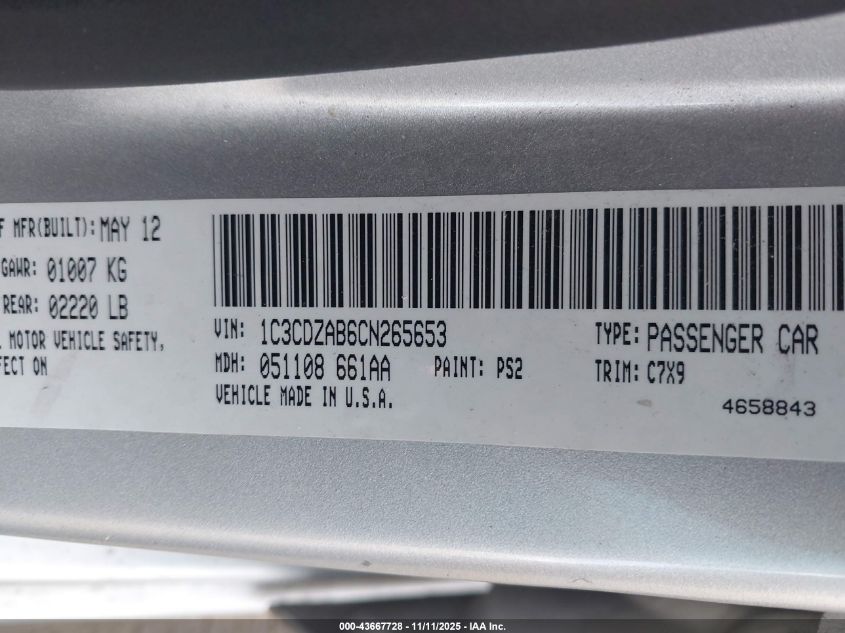 F MFR(BUILT): MAY 12
GAWR: 01007 KG
REAR: 02220 LB
MOTOR VEHICLE SAFETY,
FECT ON
VIN: 1C3CDZAB6CN265653
TYPE: PASSENGER CAR
MDH: 051108 661AA
PAINT: PS2
TRIM: C7X9
VEHICLE MADE IN U.S.A.
4658843
000-43667728 - 11/11/2025 - IAA Inc.